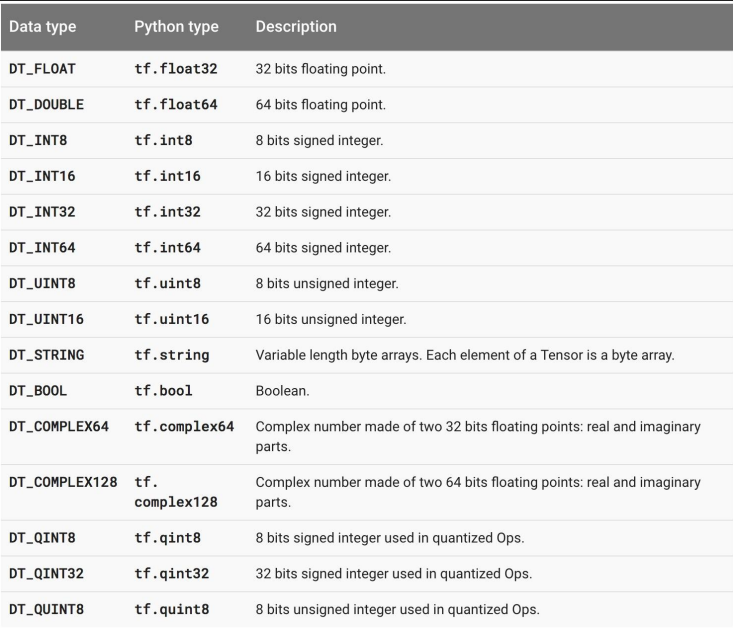 Data type Python type Description
DT_FLOAT tf.float32 32 bits floating point.
DT_DOUBLE tf.float64 64 bits floating point.
DT_INT8 tf.int8 8 bits signed integer.
DT_INT16 tf.int16 16 bits signed integer.
DT_INT32 tf.int32 32 bits signed integer.
DT_INT64 tf.int64 64 bits signed integer.
DT_UINT8 tf.uint8 8 bits unsigned integer.
DT_UINT16 tf.uint16 16 bits unsigned integer.
DT_STRING tf.string Variable length byte arrays. Each element of a Tensor is a byte array.
DT_BOOL tf.bool Boolean.
DT_COMPLEX64 tf.complex64 Complex number made of two 32 bits floating points: real and imaginary
parts.
DT_COMPLEX128 tf. Complex number made of two 64 bits floating points: real and imaginary
complex128 parts.
DT_QINT8 tf.qint8 8 bits signed integer used in quantized Ops.
DT_QINT32 tf.qint32 32 bits signed integer used in quantized Ops.
DT_QUINT8 tf.quint8 8 bits unsigned integer used in quantized Ops.